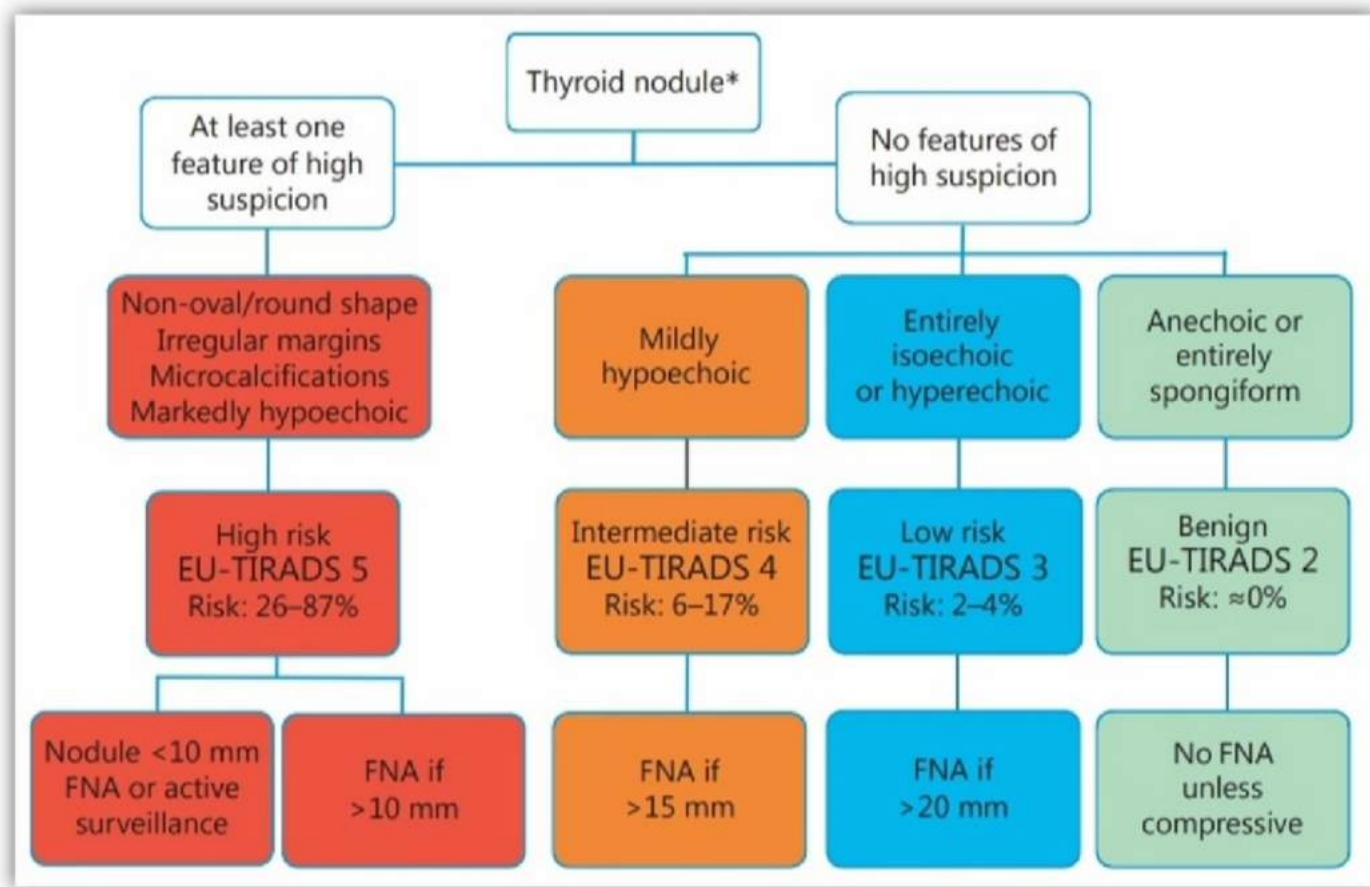 Thyroid nodule*
At least one
feature of high
suspicion
No features of
high suspicion
Non-oval/round shape
Irregular margins
Microcalcifications
Markedly hypoechoic
Mildly
hypoechoic
Entirely
isoechoic
or hyperechoic
Anechoic or
entirely
spongiform
High risk
EU-TIRADS 5
Risk: 26–87%
Intermediate risk
EU-TIRADS 4
Risk: 6–17%
Low risk
EU-TIRADS 3
Risk: 2–4%
Benign
EU-TIRADS 2
Risk: ≈0%
Nodule <10 mm
FNA or active
surveillance
FNA if
>10 mm
FNA if
>15 mm
FNA if
>20 mm
No FNA
unless
compressive